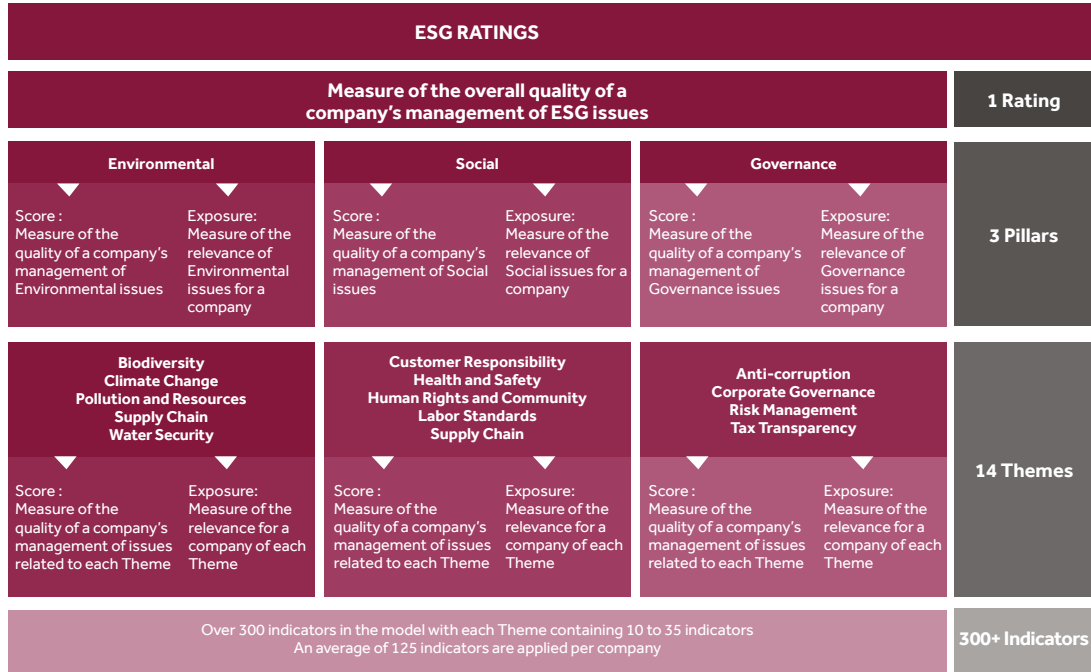 ESG RATINGS
Measure of the overall quality of a
company's management of ESG issues
1 Rating
Environmental
Score :
Measure of the
quality of a company's
management of
Environmental issues
Exposure:
Measure of the
relevance of
Environmental
issues for a
company
Social
Score :
Measure of the
quality of a company's
management of Social
issues
Exposure:
Measure of the
relevance of
Social issues for a
company
Governance
Score :
Measure of the
quality of a company's
management of
Governance issues
Exposure:
Measure of the
relevance of
Governance
issues for a
company
3 Pillars
Biodiversity
Climate Change
Pollution and Resources
Supply Chain
Water Security
Score :
Measure of the
quality of a company's
management of issues
related to each Theme
Exposure:
Measure of the
relevance for a
company of each
Theme
Customer Responsibility
Health and Safety
Human Rights and Community
Labor Standards
Supply Chain
Score :
Measure of the
quality of a company's
management of issues
related to each Theme
Exposure:
Measure of the
relevance for a
company of each
Theme
Anti-corruption
Corporate Governance
Risk Management
Tax Transparency
Score :
Measure of the
quality of a company's
management of issues
related to each Theme
Exposure:
Measure of the
relevance for a
company of each
Theme
14 Themes
Over 300 indicators in the model with each Theme containing 10 to 35 indicators
An average of 125 indicators are applied per company
300+ Indicators